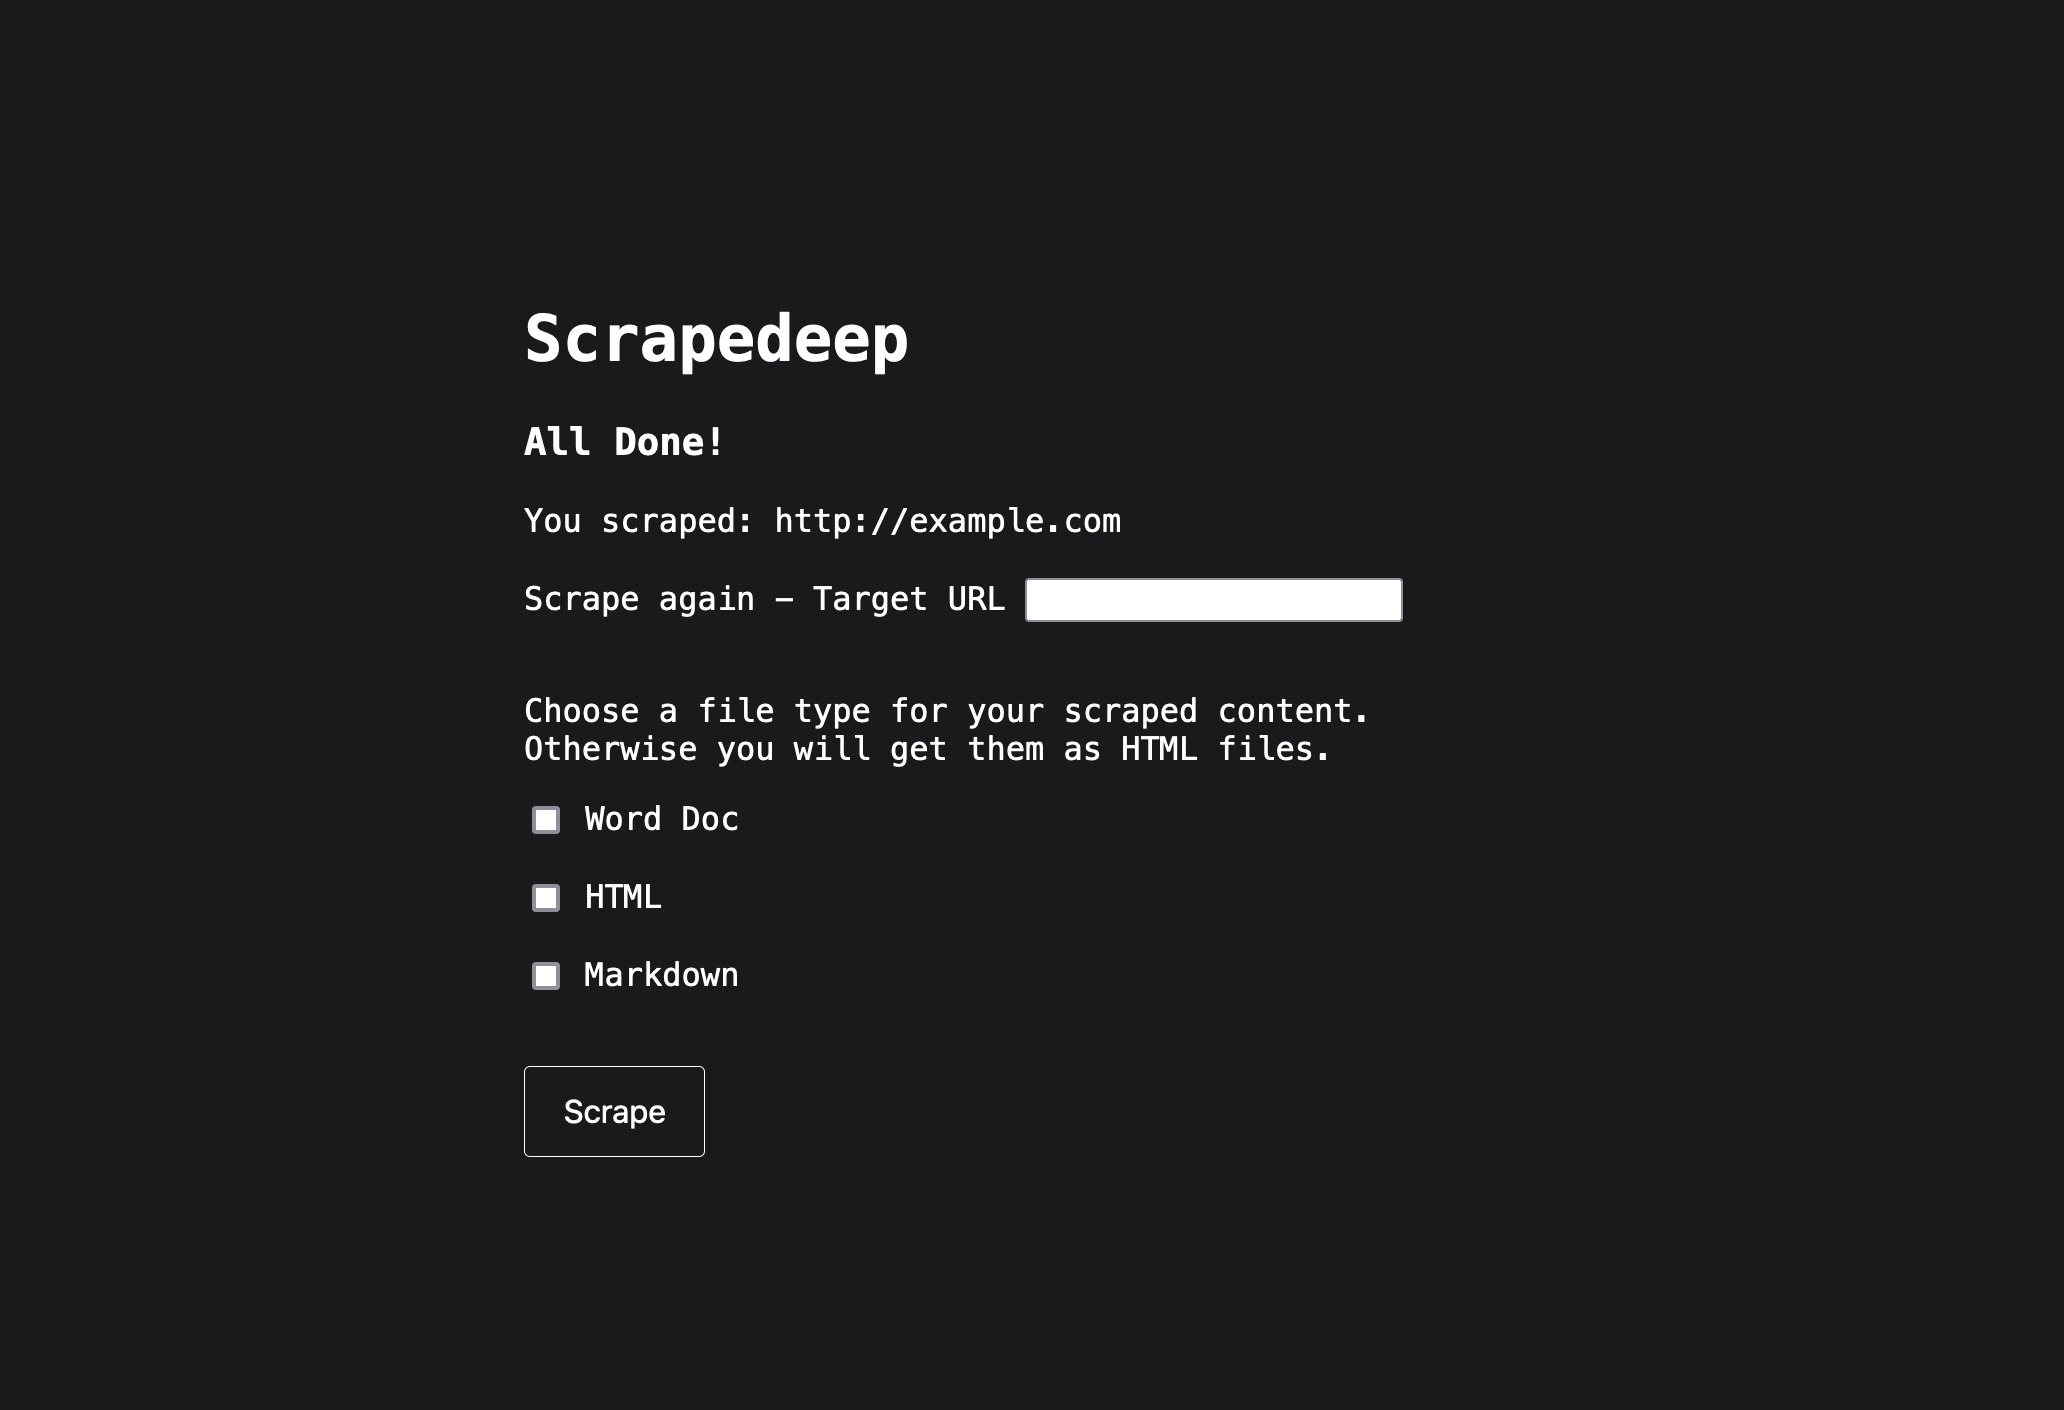 Scrapedeep
All Done!
You scraped: http://example.com
Scrape again – Target URL
Choose a file type for your scraped content.
Otherwise you will get them as HTML files.
Word Doc
HTML
Markdown
Scrape